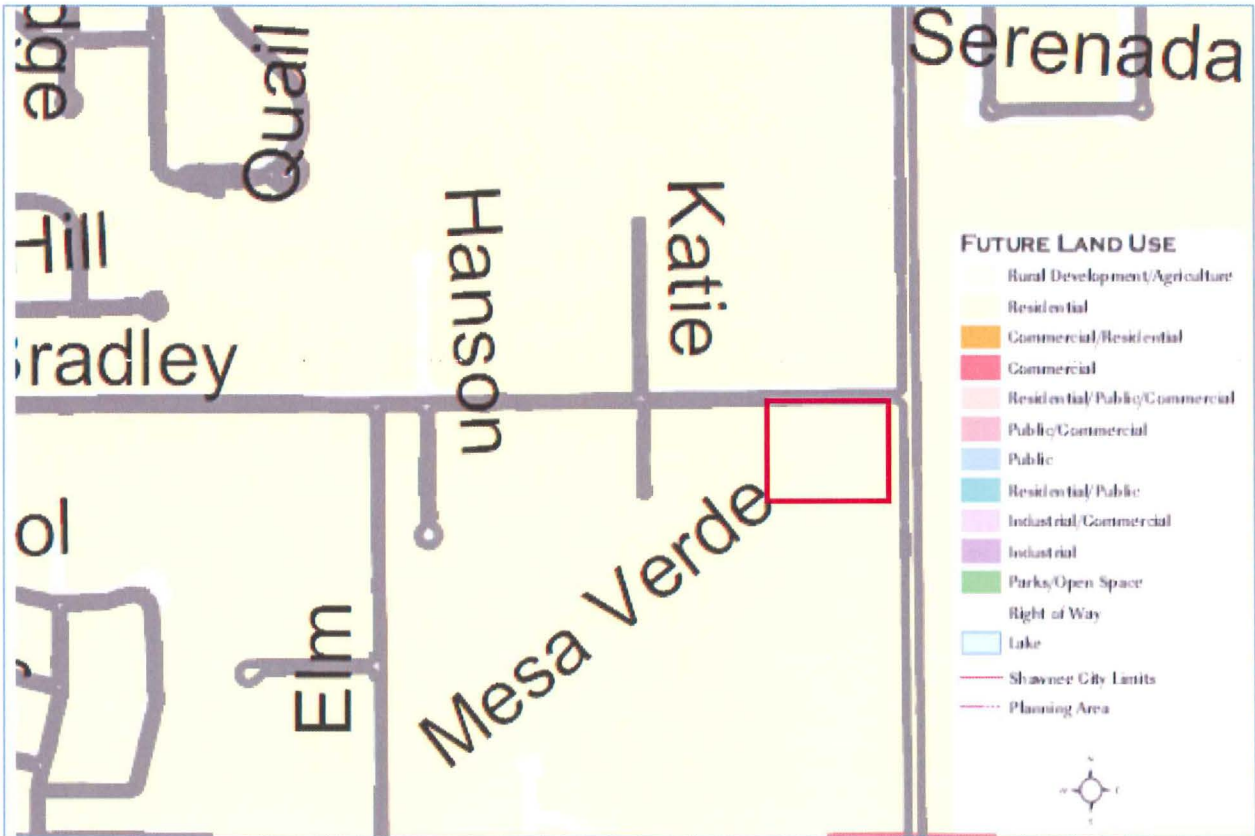 dge
Quail
Serenada
Hill
Hanson
Katie
Bradley
ol
Elm
Mesa Verde
FUTURE LAND USE
Rural Development/Agriculture
Residential
Commercial/Residential
Commercial
Residential/Public/Commercial
Public/Commercial
Public
Residential/Public
Industrial/Commercial
Industrial
Parks/Open Space
Right of Way
Lake
Shawnee City Limits
Planning Area
N
W
E
S